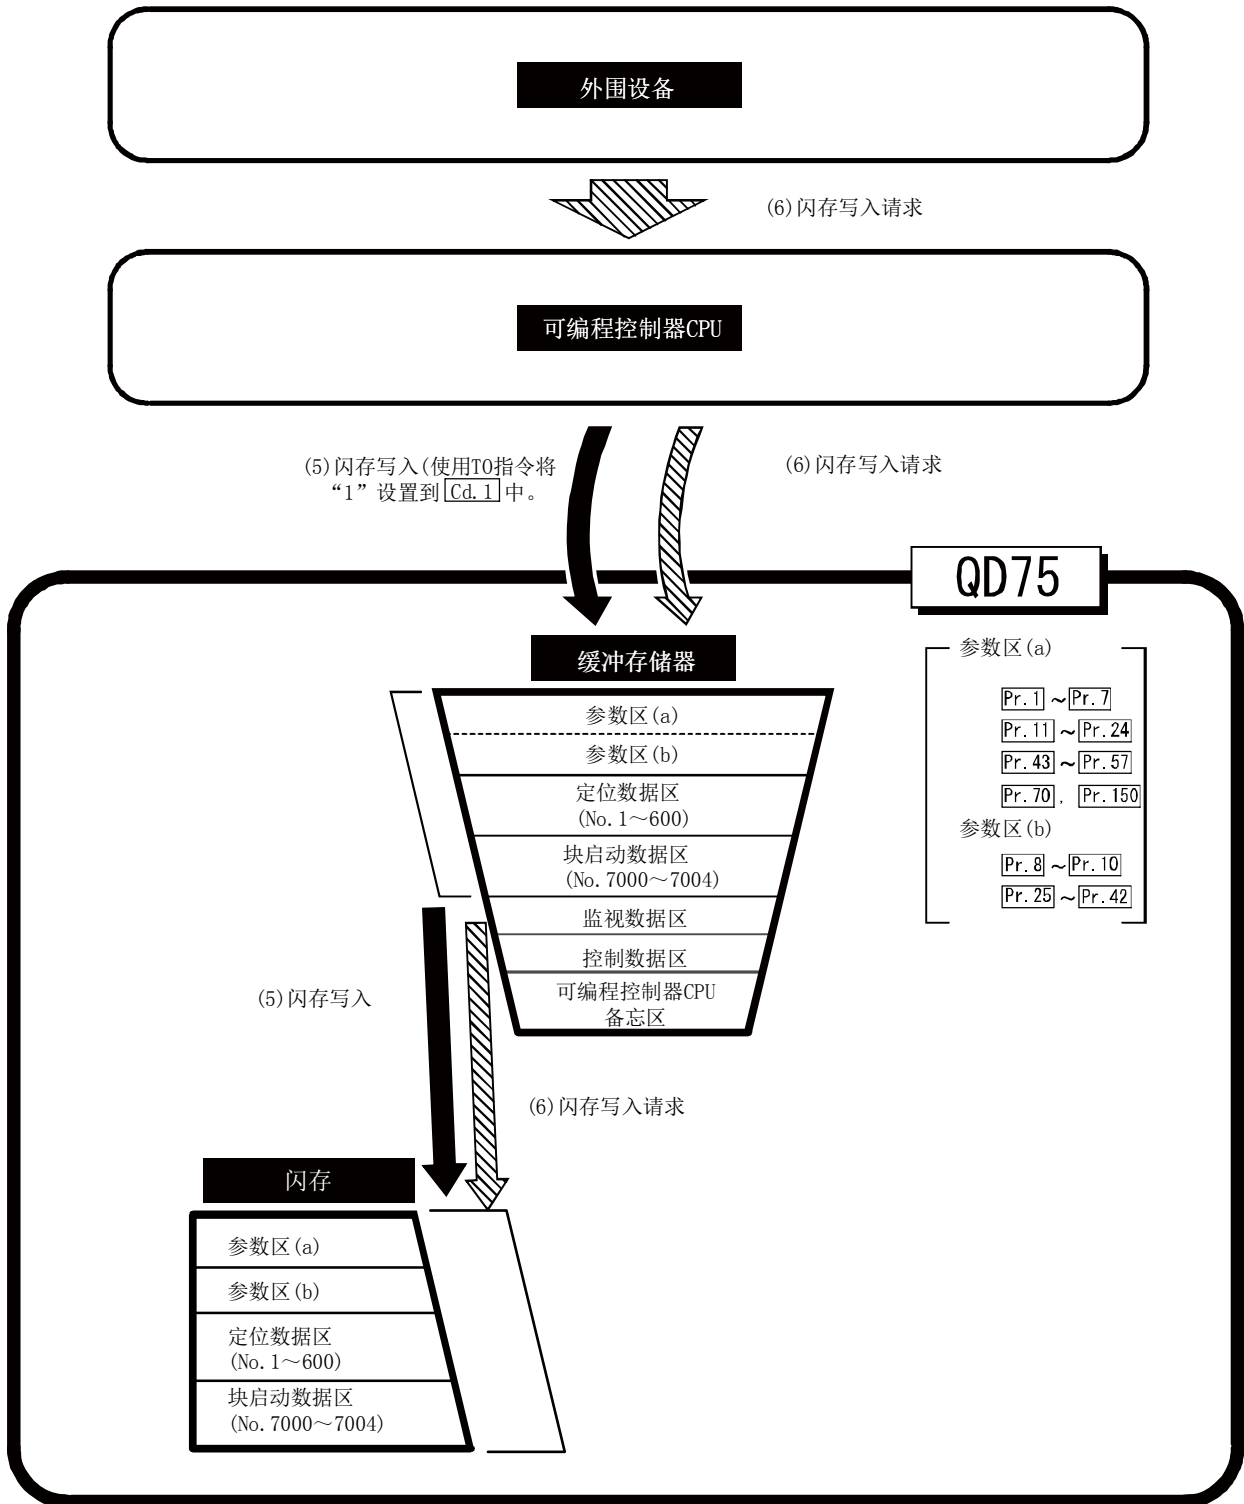 外围设备
(6)闪存写入请求
可编程控制器CPU
(5)闪存写入(使用TO指令将
“1”设置到Cd.1中。
(6)闪存写入请求
QD75
缓冲存储器
参数区(a)
参数区(b)
定位数据区
(No.1～600)
块启动数据区
(No.7000～7004)
监视数据区
控制数据区
可编程控制器CPU
备忘区
参数区(a)
Pr.1～Pr.7
Pr.11～Pr.24
Pr.43～Pr.57
Pr.70, Pr.150
参数区(b)
Pr.8～Pr.10
Pr.25～Pr.42
(5)闪存写入
(6)闪存写入请求
闪存
参数区(a)
参数区(b)
定位数据区
(No.1～600)
块启动数据区
(No.7000～7004)